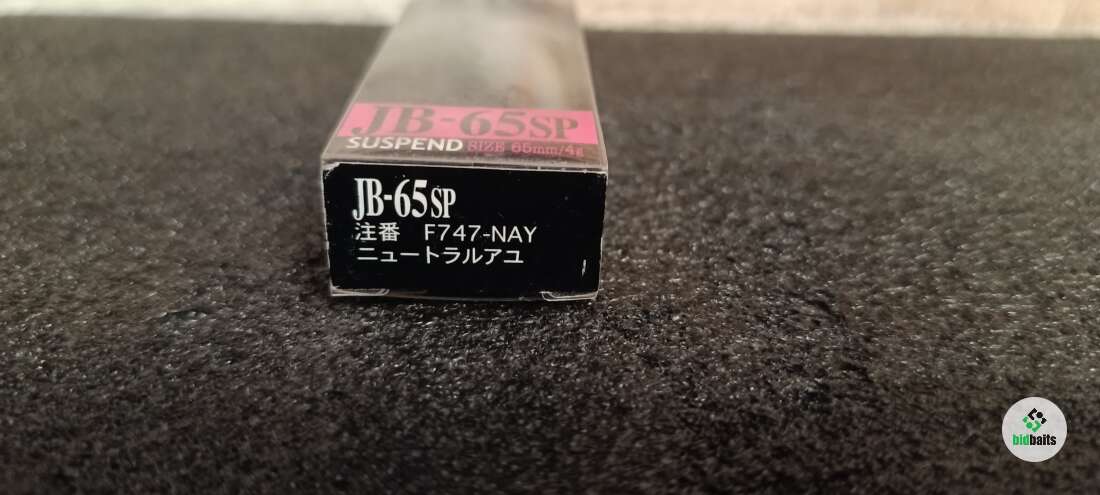 JB-65SP
SUSPEND SIZE 65mm/4g
JB-65SP
注番 F747-NAY
ニュートラルアユ
bidbaits